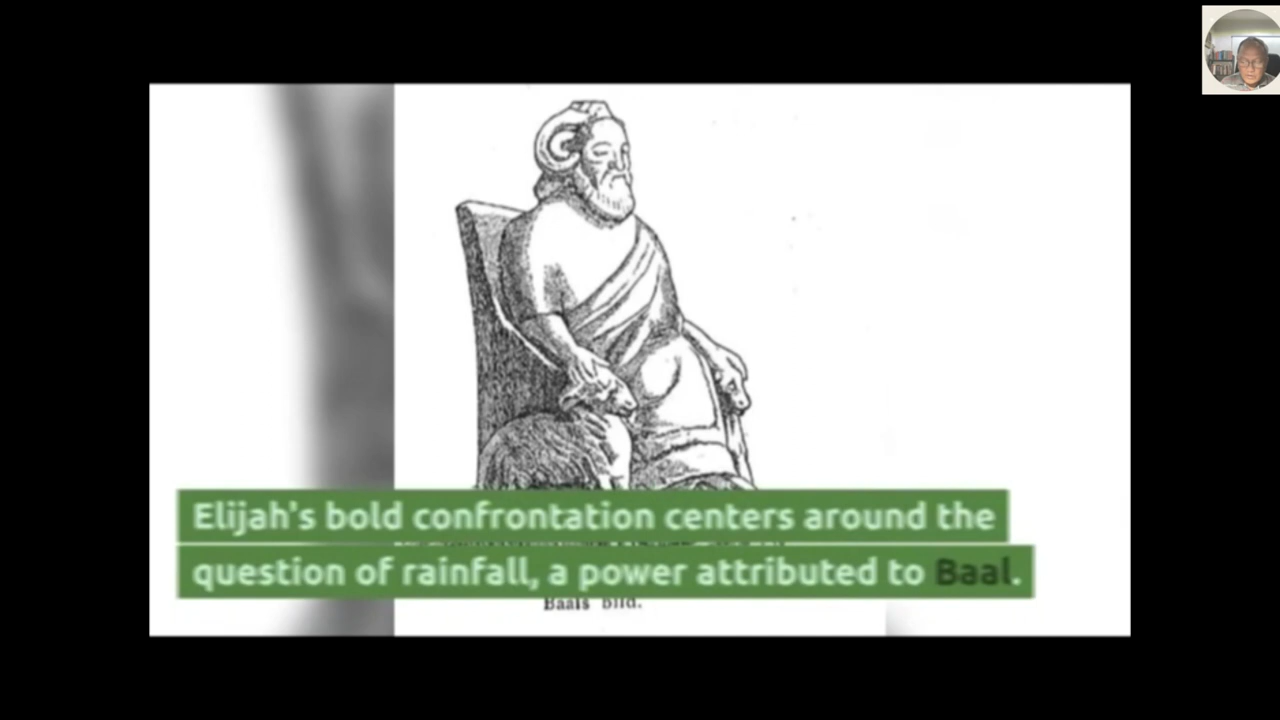 Elijah's bold confrontation centers around the
question of rainfall, a power attributed to Baal.
Baals bild.